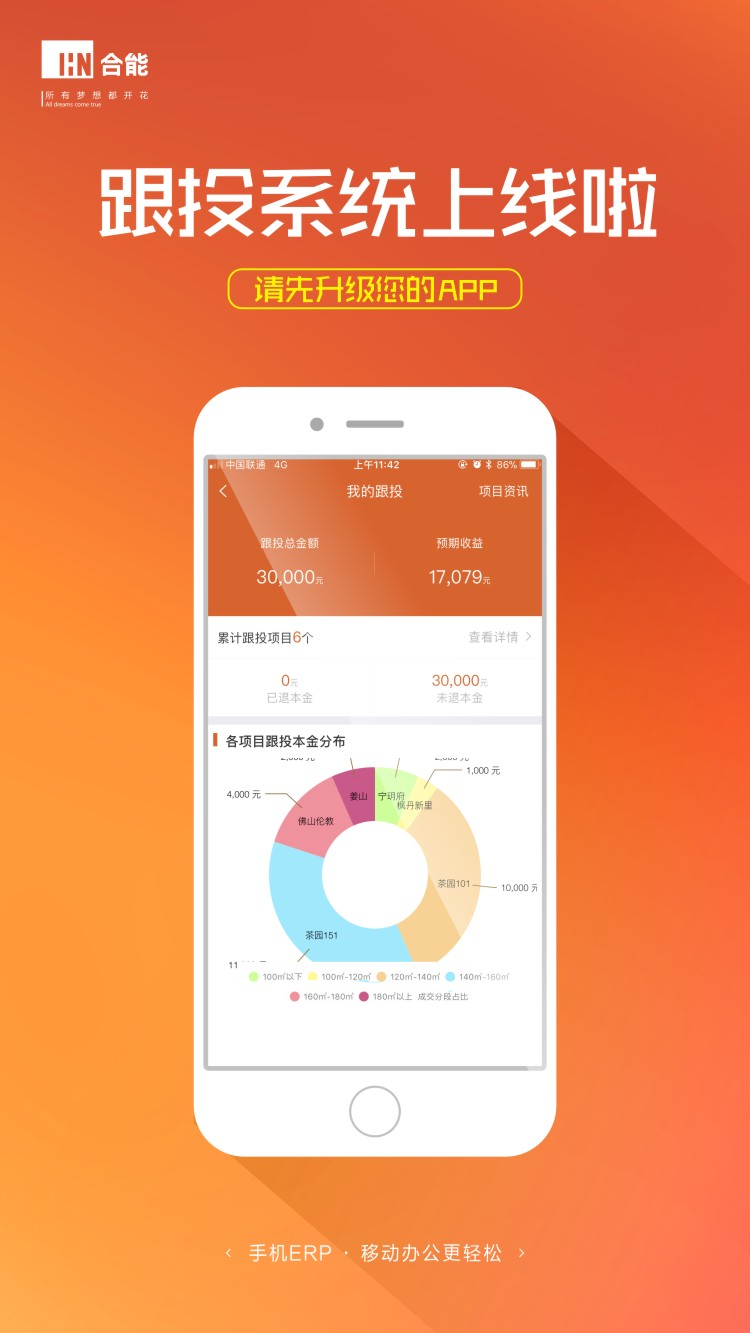 HN 合能
所有梦想都开花
All dreams come true
跟投系统上线啦
请先升级您的APP
中国联通 4G 上午11:42 86%
我的跟投 项目资讯
跟投总金额 预期收益
30,000元 17,079元
累计跟投项目6个 查看详情
0元 30,000元
已退本金 未退本金
各项目跟投本金分布
1,000 元
4,000 元
姜山 宁玥府
枫丹新里
佛山伦教
茶园101 10,000 元
茶园151
11
100㎡以下 100㎡-120㎡ 120㎡-140㎡ 140㎡-160㎡
160㎡-180㎡ 180㎡以上 成交分段占比
手机ERP · 移动办公更轻松